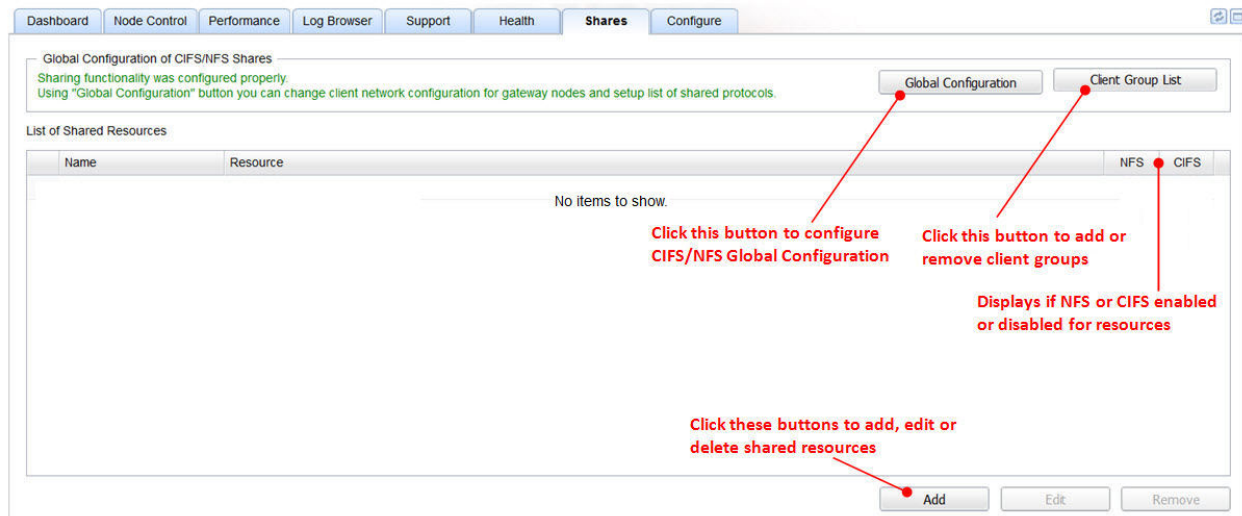 Dashboard Node Control Performance Log Browser Support Health Shares Configure
Global Configuration of CIFS/NFS Shares
Sharing functionality was configured properly.
Using "Global Configuration" button you can change client network configuration for gateway nodes and setup list of shared protocols.
Global Configuration Client Group List
List of Shared Resources
Name Resource NFS CIFS
No items to show.
Click this button to configure
CIFS/NFS Global Configuration
Click this button to add or
remove client groups
Displays if NFS or CIFS enabled
or disabled for resources
Click these buttons to add, edit or
delete shared resources
Add Edit Remove